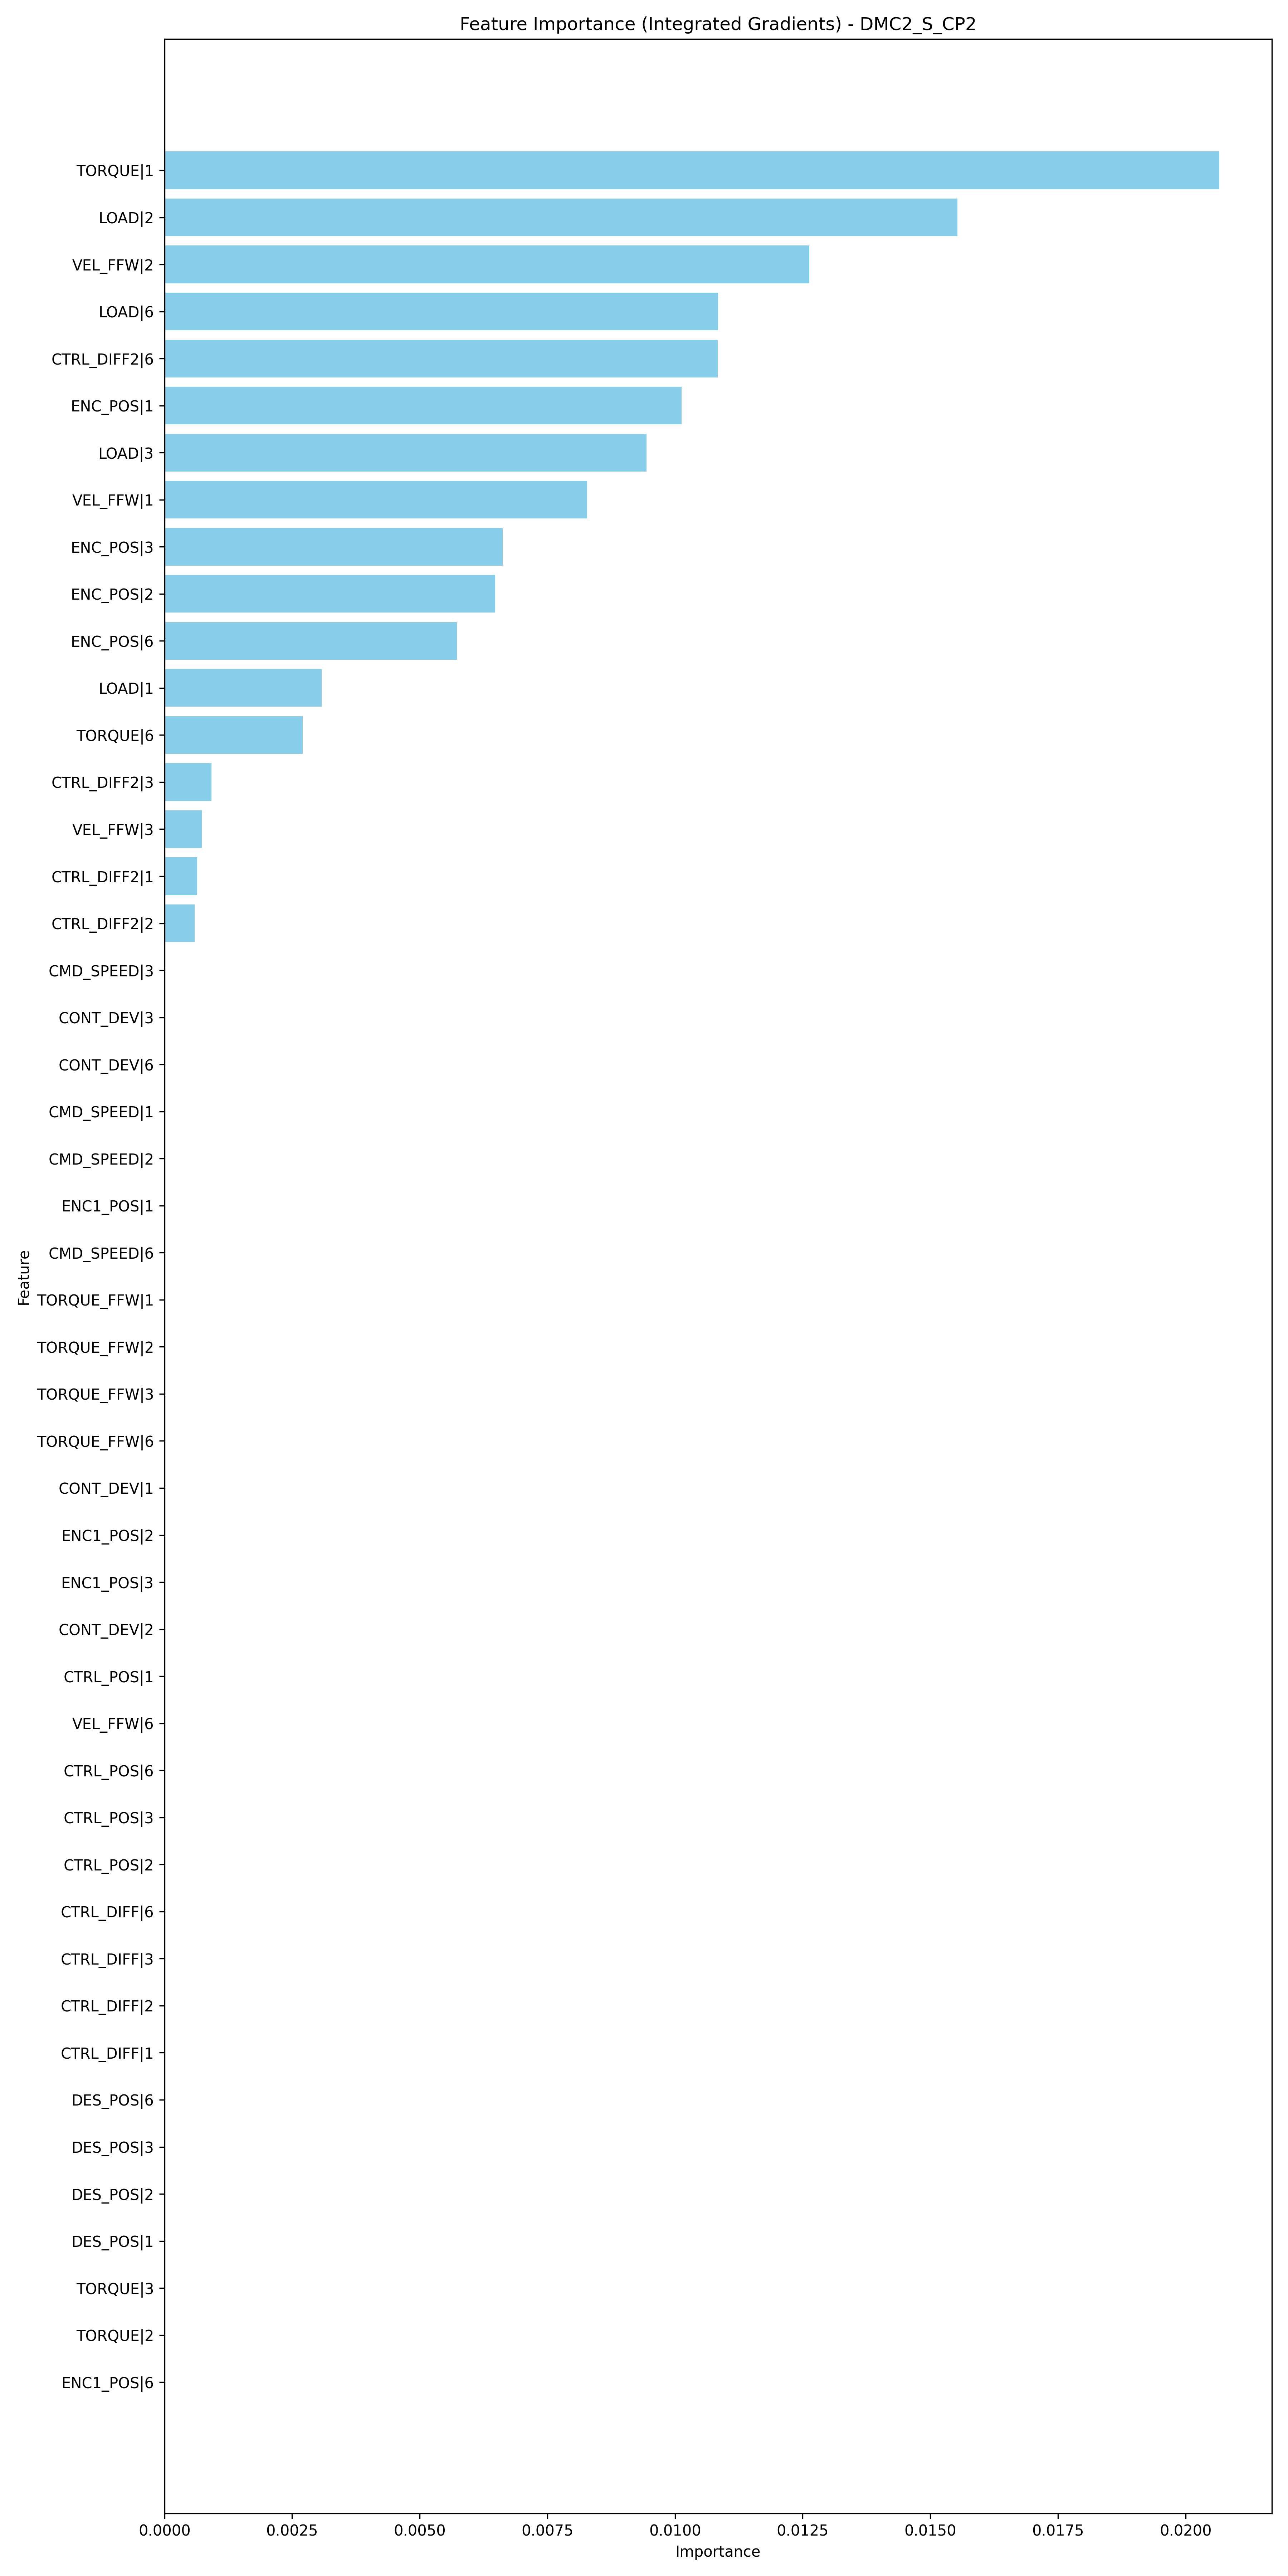 Feature Importance (Integrated Gradients) - DMC2_S_CP2
TORQUE|1
LOAD|2
VEL_FFW|2
LOAD|6
CTRL_DIFF2|6
ENC_POS|1
LOAD|3
VEL_FFW|1
ENC_POS|3
ENC_POS|2
ENC_POS|6
LOAD|1
TORQUE|6
CTRL_DIFF2|3
VEL_FFW|3
CTRL_DIFF2|1
CTRL_DIFF2|2
CMD_SPEED|3
CONT_DEV|3
CONT_DEV|6
CMD_SPEED|1
CMD_SPEED|2
ENC1_POS|1
CMD_SPEED|6
Feature
TORQUE_FFW|1
TORQUE_FFW|2
TORQUE_FFW|3
TORQUE_FFW|6
CONT_DEV|1
ENC1_POS|2
ENC1_POS|3
CONT_DEV|2
CTRL_POS|1
VEL_FFW|6
CTRL_POS|6
CTRL_POS|3
CTRL_POS|2
CTRL_DIFF|6
CTRL_DIFF|3
CTRL_DIFF|2
CTRL_DIFF|1
DES_POS|6
DES_POS|3
DES_POS|2
DES_POS|1
TORQUE|3
TORQUE|2
ENC1_POS|6
0.0000 0.0025 0.0050 0.0075 0.0100 0.0125 0.0150 0.0175 0.0200
Importance